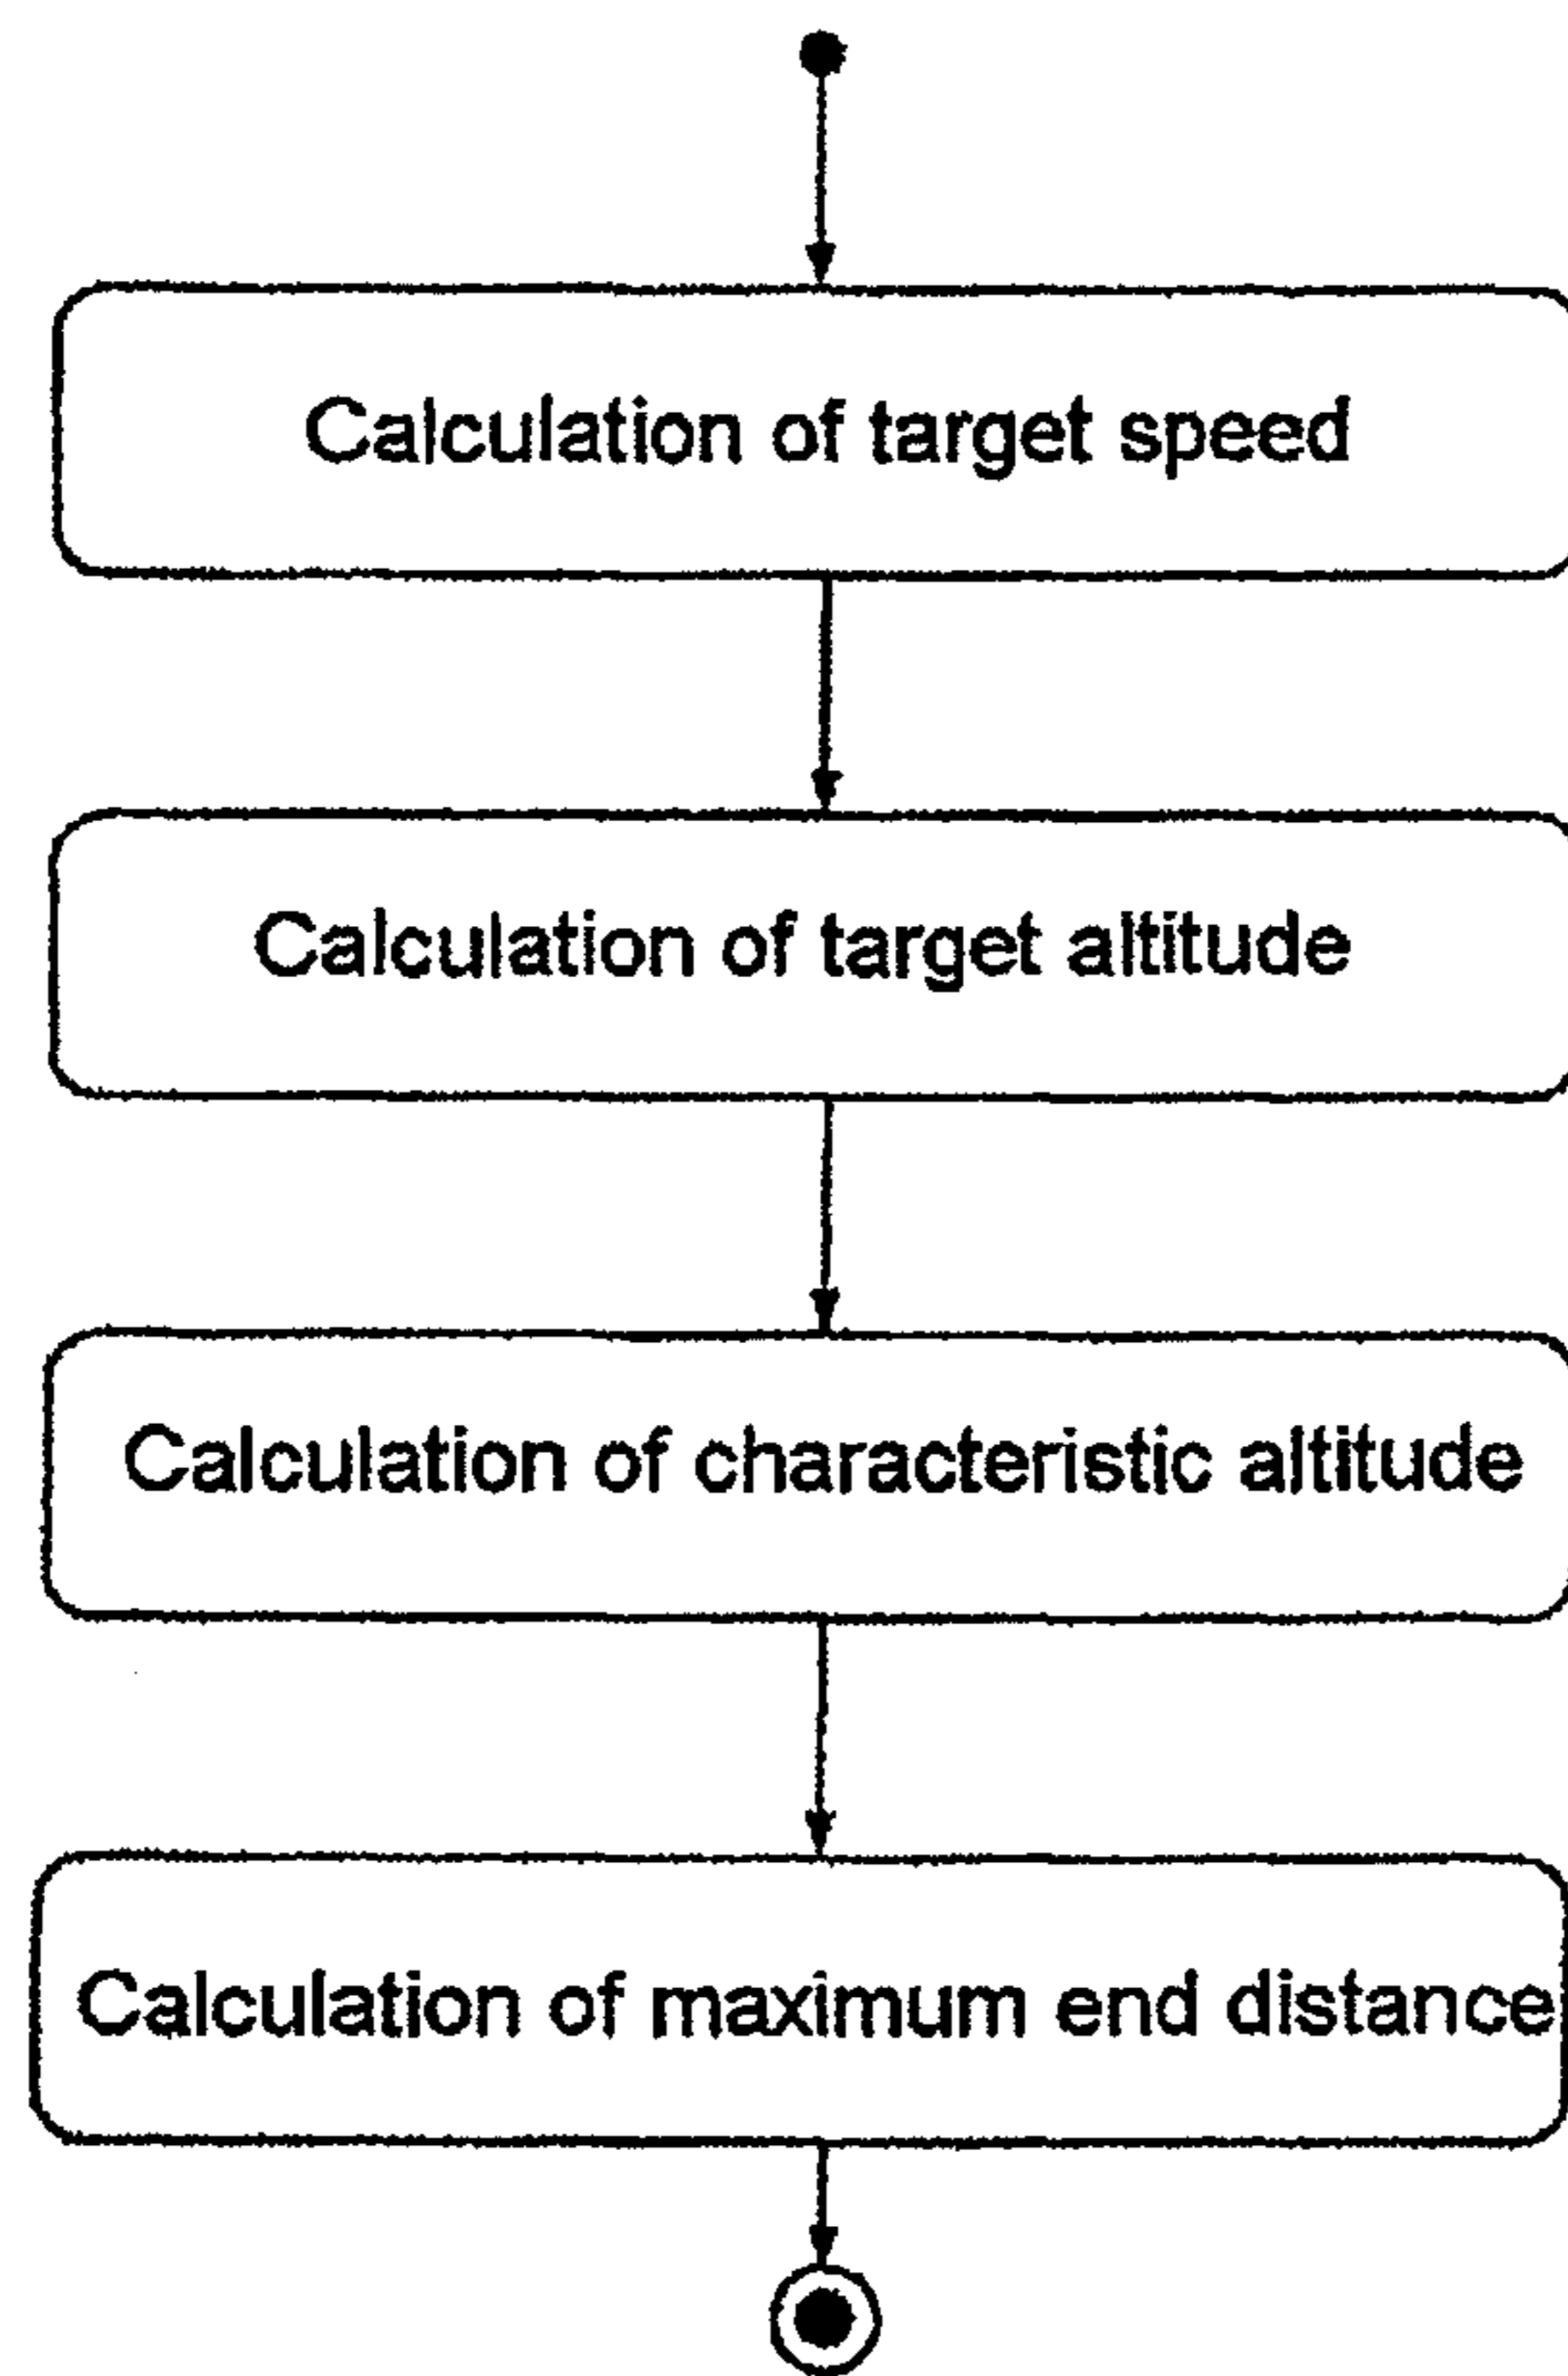 Calculation of target speed
Calculation of target altitude
Calculation of characteristic altitude
Calculation of maximum end distance